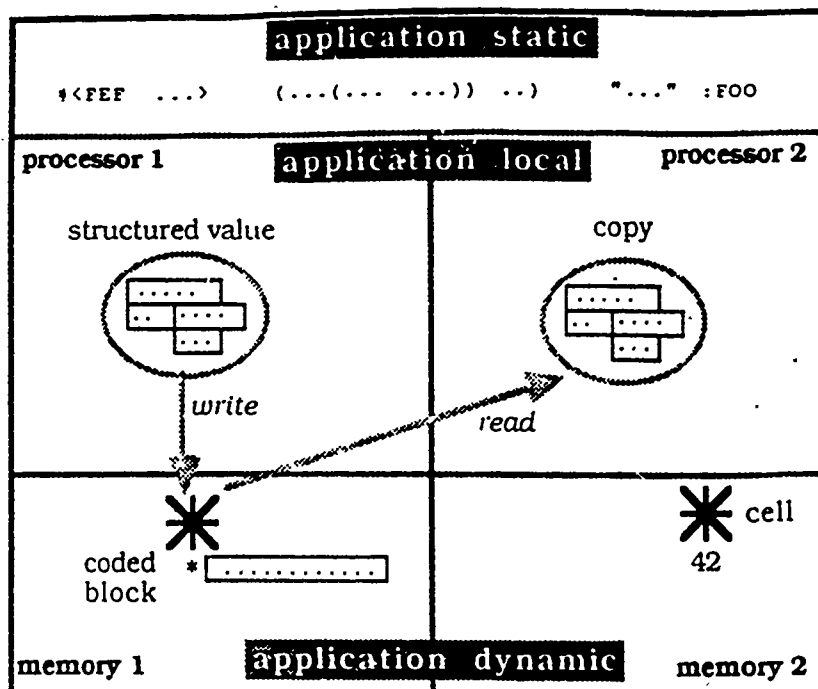 application static
#<FEF ...> (...(... ...)) ..) "..." :FOO
processor 1 application local processor 2
structured value copy
.....
.. ....
...
.....
.. ....
...
write
read
cell
coded block * ............
42
memory 1 application dynamic memory 2